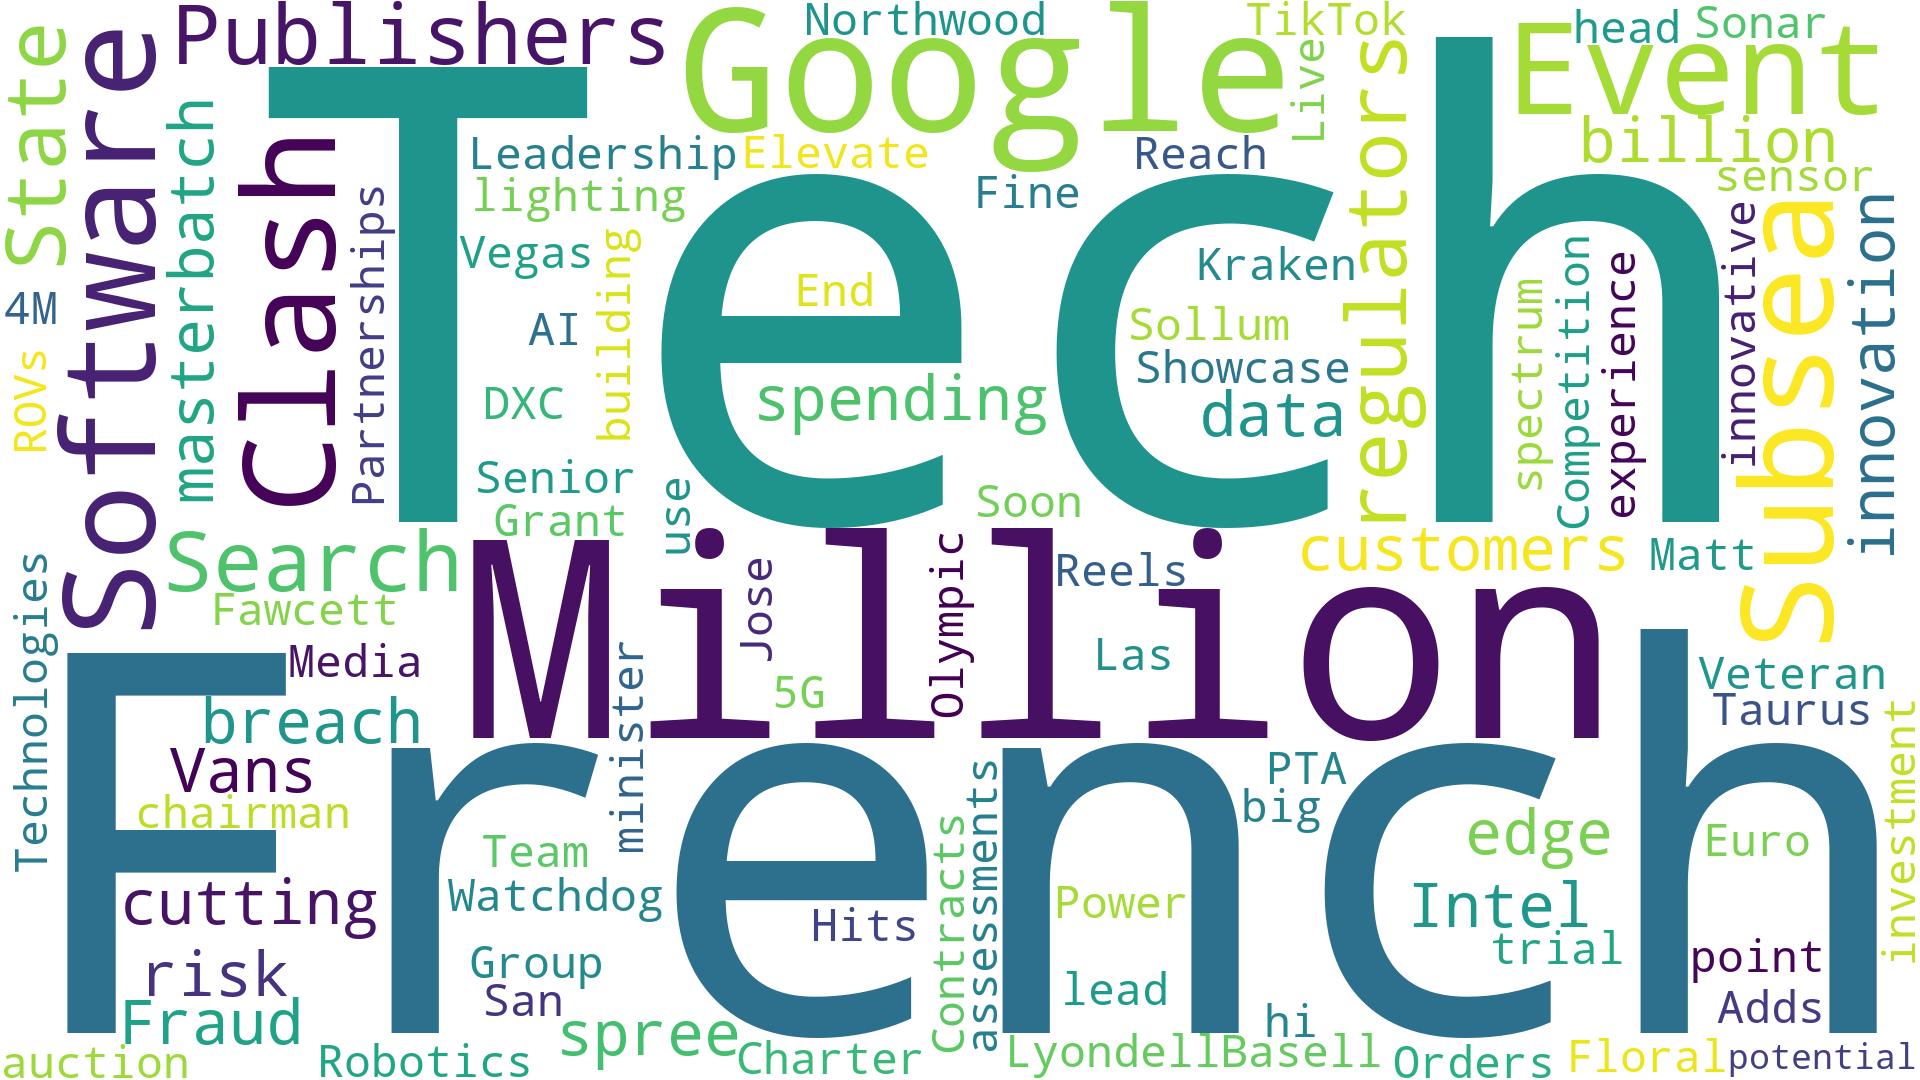 Publishers
Google
Northwood
TikTok
Event
head
Sonar
State
Software
masterbatch
Clash
Partnerships
Tech
Leadership
Elevate
Reach
Live
regulators
billion
sensor
lighting
Fine
Vegas
building
End
Kraken
4M
AI
Sollum
Showcase
ROVs
DXC
spending
data
spectrum
Competition
experience
innovative
subsea
innovation
Senior
Grant
use
Soon
Search
Million
customers
Matt
Technologies
Fawcett
Jose
Olympic
Reels
Media
minister
5G
Las
Veteran
Taurus
French
breach
Vans
chairman
PTA
big
investment
cutting
Team
Watchdog
Hits
Contracts
assessments
Power
edge
Euro
Intel
trial
risk
Group
San
lead
point
Adds
Fraud
spree
hi
auction
Robotics
Charter
LyondellBasell
Orders
Floral
potential